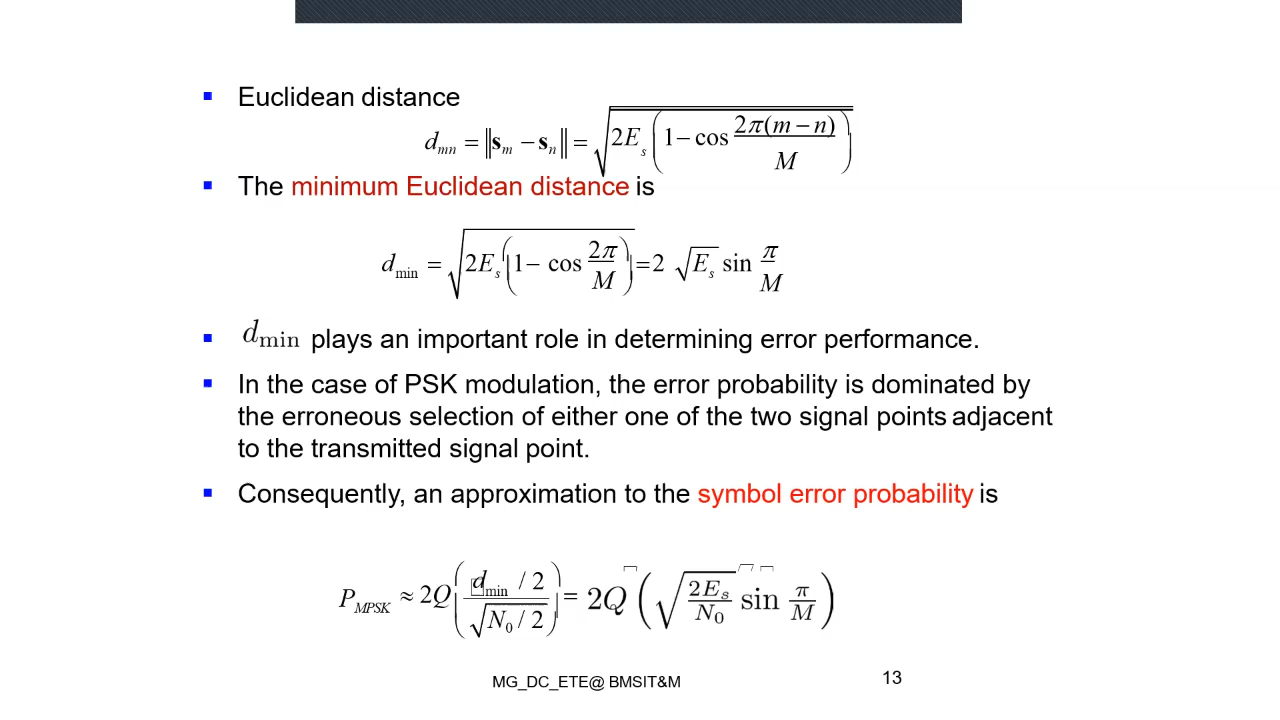 ▪ Euclidean distance
d_mn = ‖s_m − s_n‖ = √(2E_s (1 − cos 2π(m − n)/M))
▪ The minimum Euclidean distance is
d_min = √(2E_s (1 − cos 2π/M)) = 2 √E_s sin π/M
▪ d_min plays an important role in determining error performance.
▪ In the case of PSK modulation, the error probability is dominated by
the erroneous selection of either one of the two signal points adjacent
to the transmitted signal point.
▪ Consequently, an approximation to the symbol error probability is
P_MPSK ≈ 2Q((d_min / 2)/√(N_0 / 2)) = 2Q(√(2E_s/N_0) sin π/M)
MG_DC_ETE@ BMSIT&M
13